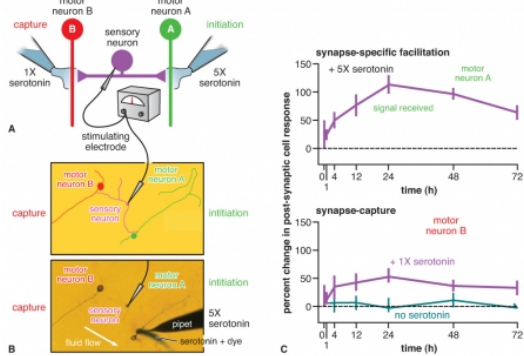 motor
neuron B
motor
neuron A
capture
sensory
neuron
initiation
B
A
1X
serotonin
5X
serotonin
A
stimulating
electrode
motor
neuron B
motor
neuron A
sensory
neuron
capture
intitiation
motor
neuron B
motor
neuron A
sensory
neuron
capture
initiation
5X
serotonin
pipet
serotonin + dye
fluid flow
B
synapse-specific facilitation
+ 5X serotonin
motor
neuron A
signal received
150
100
50
0
0
1
4
12
24
48
72
time (h)
percent change in post-synaptic cell response
synapse-capture
motor
neuron B
+ 1X serotonin
no serotonin
150
100
50
0
0
1
4
12
24
48
72
time (h)
C